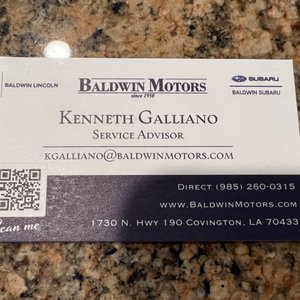 BALDWIN LINCOLN
BALDWIN MOTORS
since 1950
SUBARU
BALDWIN SUBARU
KENNETH GALLIANO
SERVICE ADVISOR
KGALLIANO@BALDWINMOTORS.COM
DIRECT (985) 260-0315
WWW.BALDWINMOTORS.COM
1730 N. HWY 190 COVINGTON, LA 70433
can me